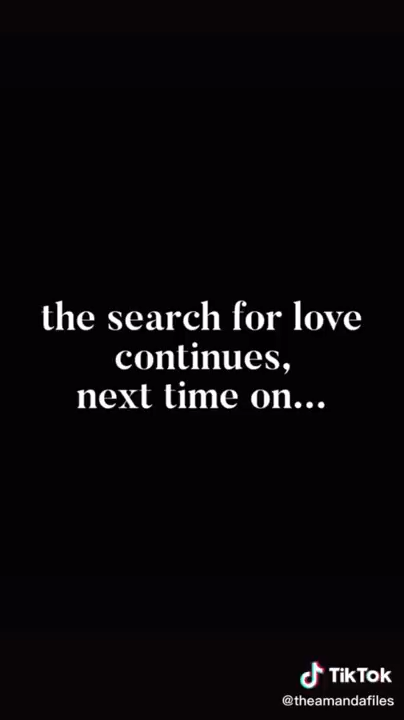 the search for love
continues,
next time on...
TikTok
@theamandafiles